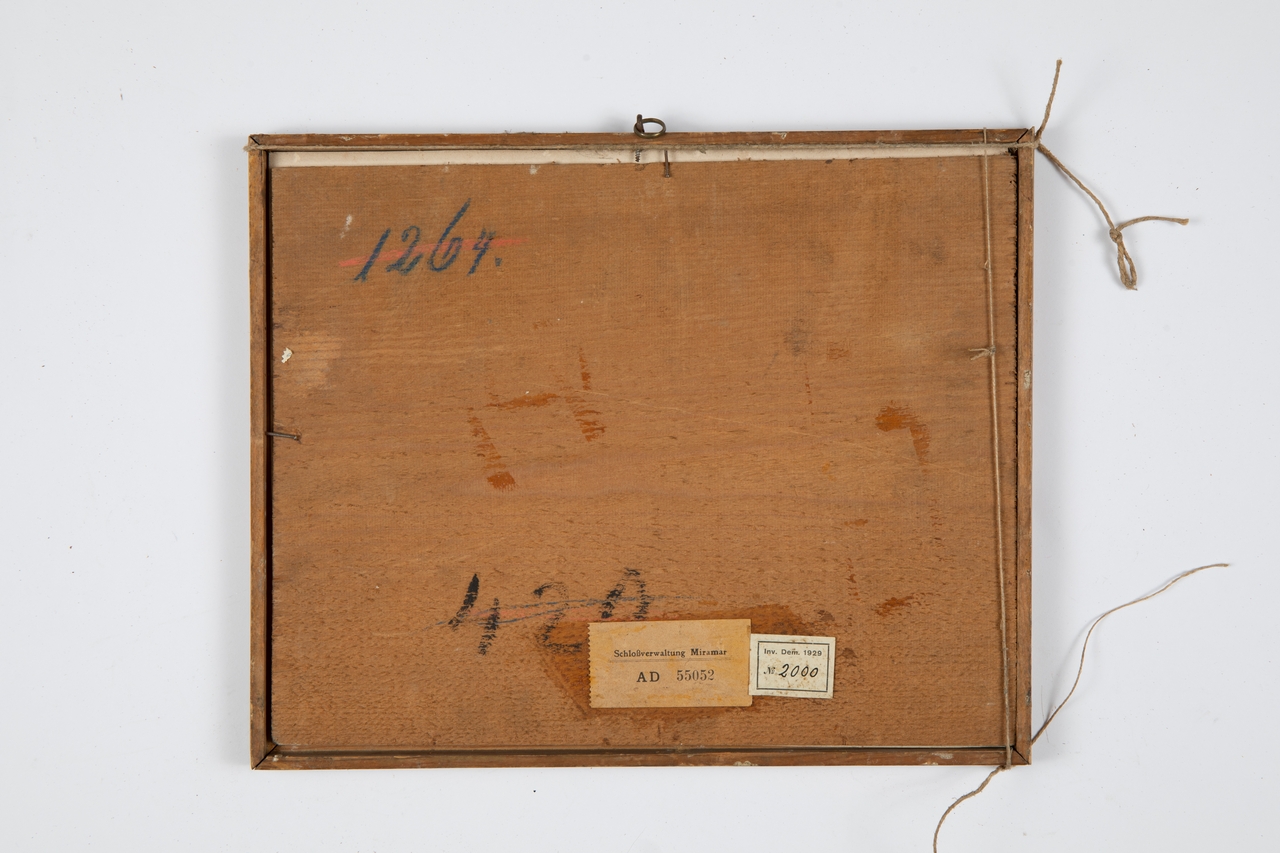 1264.
420
Schloßverwaltung Miramar
AD 55052
Inv. Dem. 1929
№ 2000